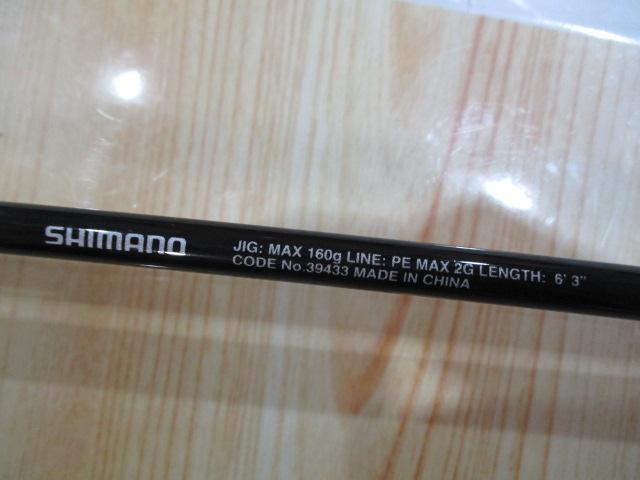 SHIMANO
JIG: MAX 160g LINE: PE MAX 2G LENGTH: 6' 3"
CODE No.39433 MADE IN CHINA